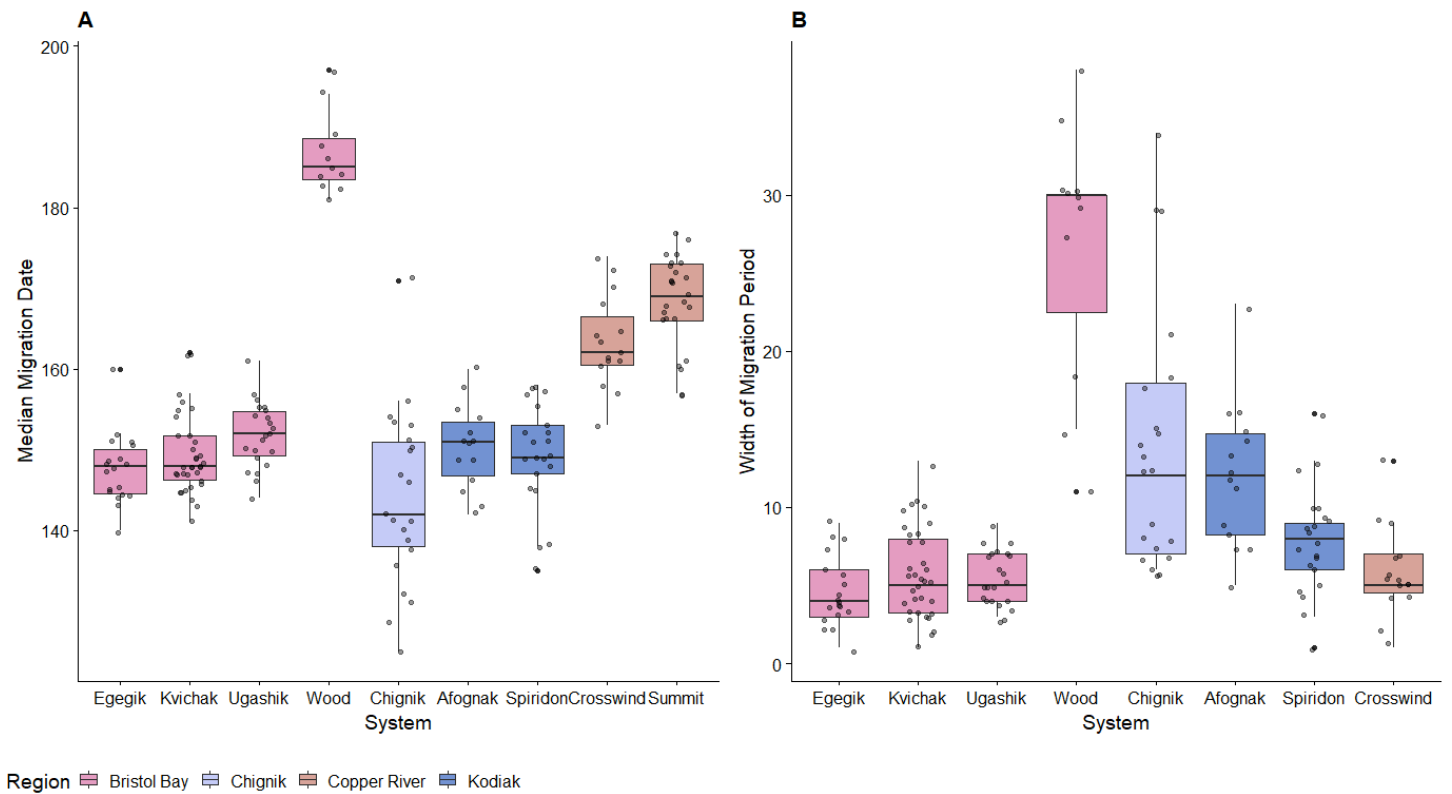 A
Median Migration Date
200
180
160
140
Egegik Kvichak Ugashik Wood Chignik Afognak Spiridon Crosswind Summit
System
B
Width of Migration Period
30
20
10
0
Egegik Kvichak Ugashik Wood Chignik Afognak Spiridon Crosswind
System
Region Bristol Bay Chignik Copper River Kodiak